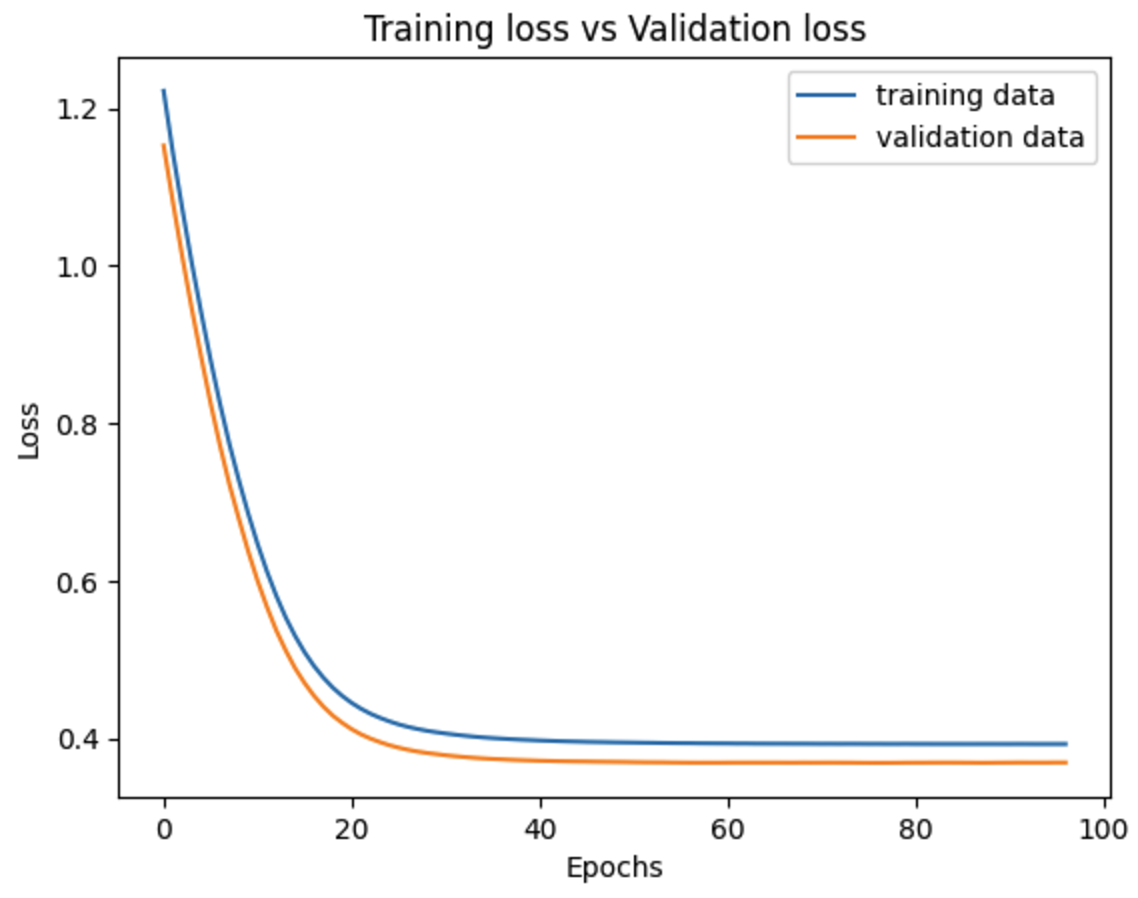 Training loss vs Validation loss
training data
validation data
1.2
1.0
0.8
0.6
0.4
Loss
0 20 40 60 80 100
Epochs